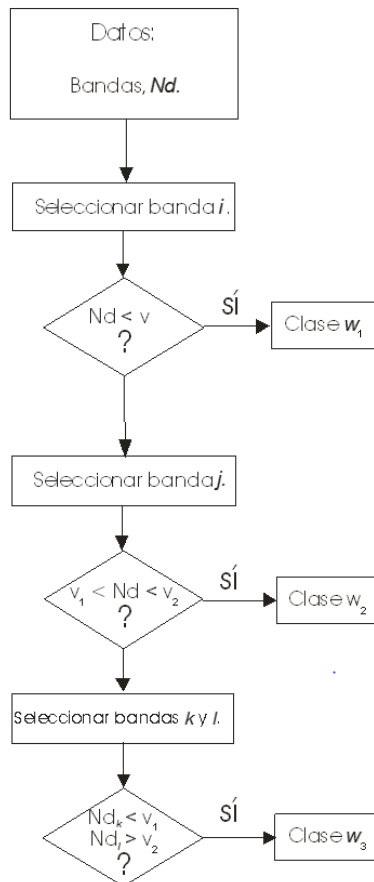 Datos:
Bandas, Nd.
Seleccionar banda i.
Nd < v
?
SÍ
Clase w₁
Seleccionar banda j.
v₁ < Nd < v₂
?
SÍ
Clase w₂
Seleccionar bandas k y l.
Ndₖ < v₁
Ndₗ > v₂
?
SÍ
Clase w₃